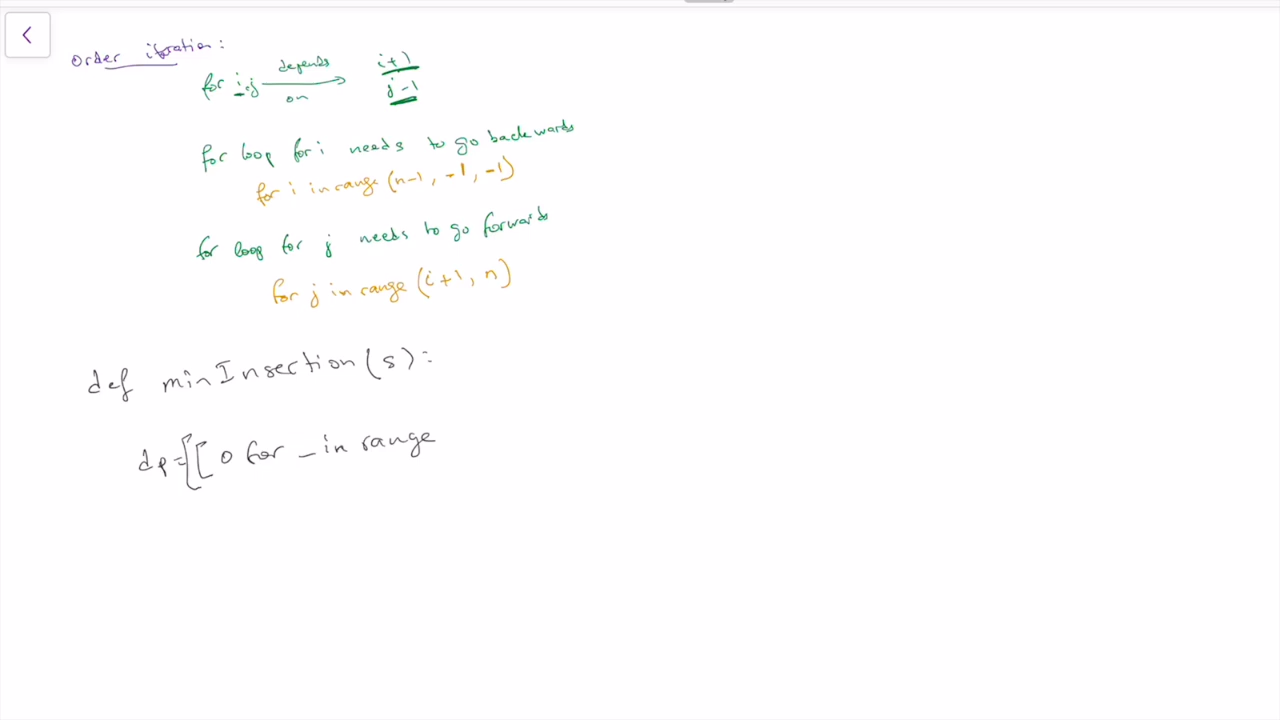 Order iteration:
for i,j depends on i+1
j-1
for loop for i needs to go backwards
for i in range (n-1, -1, -1)
for loop for j needs to go forwards
for j in range (i+1, n)
def minInsection(s):
dp=[[ 0 for _ in range